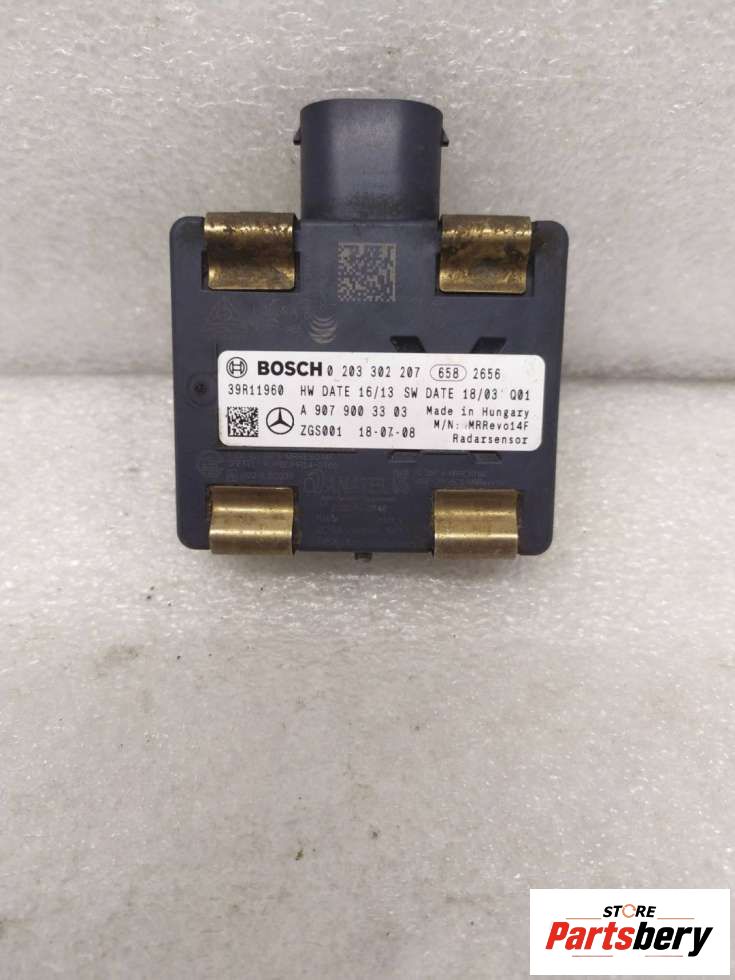 BOSCH 0 203 302 207 658 2656
39R11960 HW DATE 16/13 SW DATE 18/03 Q01
A 907 900 33 03 Made in Hungary
ZGS001 18-07-08 M/N: MRRevo14F
Radarsensor
ANATEL
STORE
Partsbery